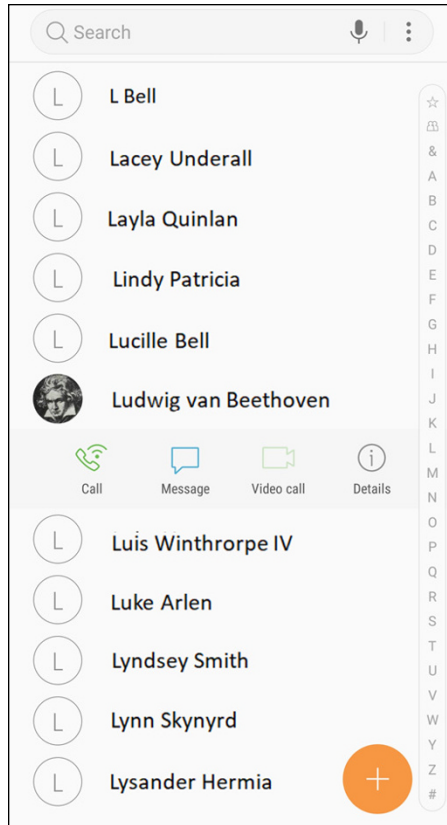 Search
L L Bell
L Lacey Underall
L Layla Quinlan
L Lindy Patricia
L Lucille Bell
Ludwig van Beethoven
Call Message Video call Details
L Luis Winthrorpe IV
L Luke Arlen
L Lyndsey Smith
L Lynn Skynyrd
L Lysander Hermia
&
A
B
C
D
E
F
G
H
I
J
K
L
M
N
O
P
Q
R
S
T
U
V
W
Y
Z
#